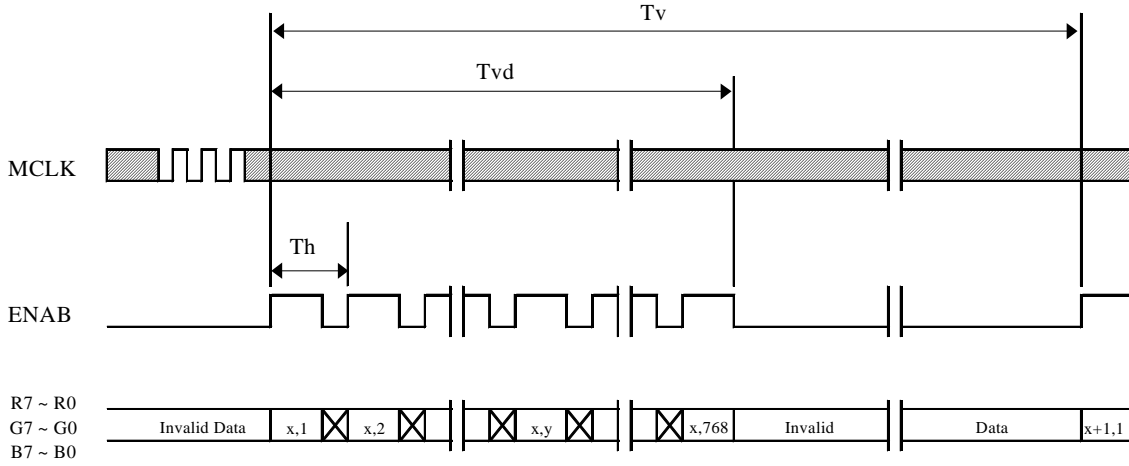 Tv
Tvd
MCLK
Th
ENAB
R7 ~ R0
G7 ~ G0
B7 ~ B0
Invalid Data x,1 x,2 x,y x,768 Invalid Data x+1,1